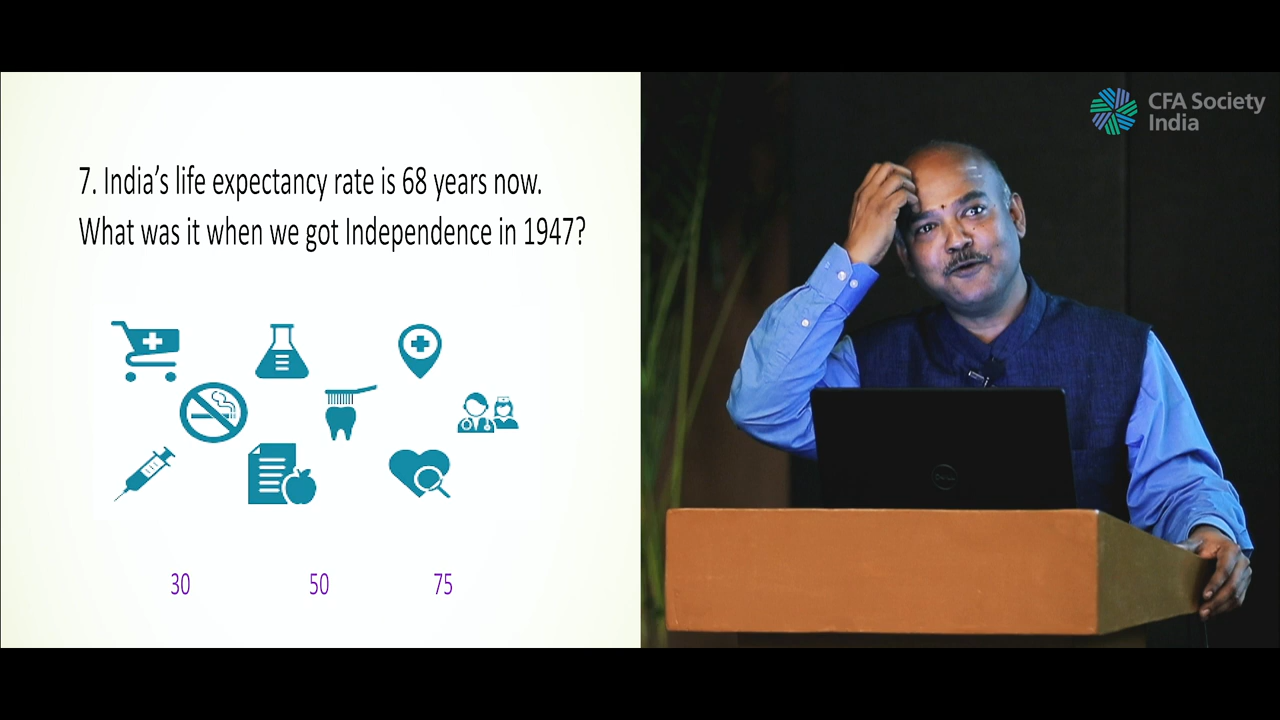 7. India's life expectancy rate is 68 years now.
What was it when we got Independence in 1947?
30 50 75
CFA Society
India